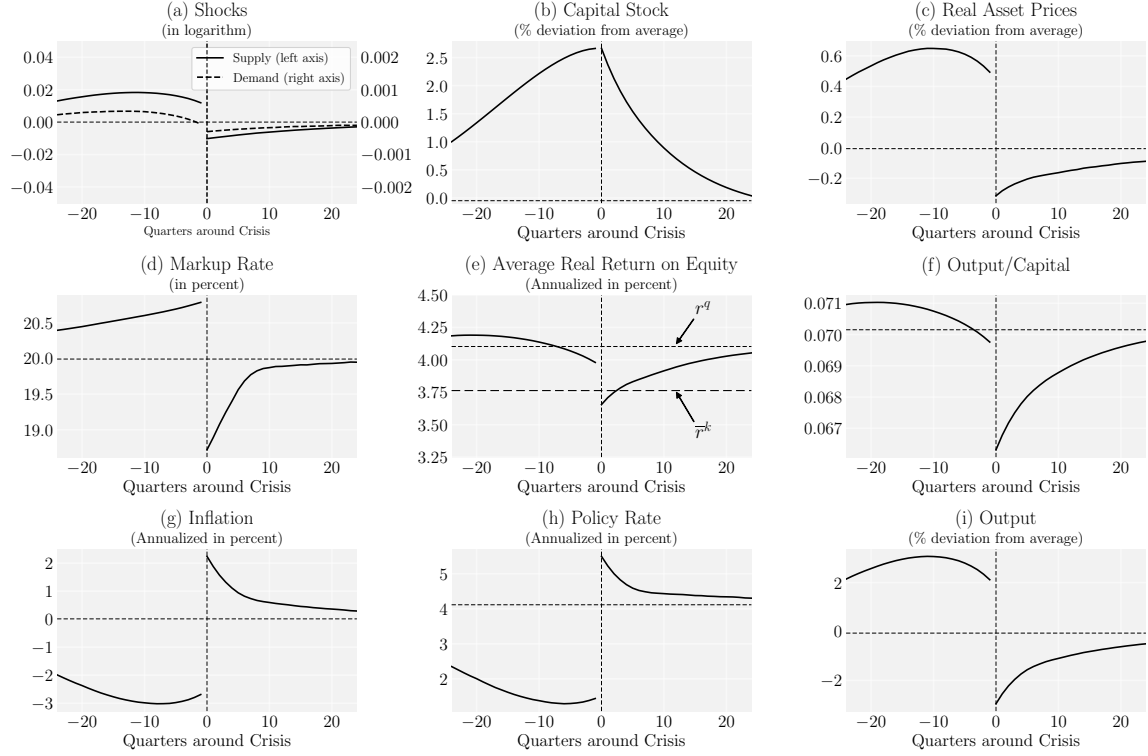 (a) Shocks
(in logarithm)
0.04
0.02
0.00
−0.02
−0.04
0.002
0.001
0.000
−0.001
−0.002
Supply (left axis)
Demand (right axis)
−20 −10 0 10 20
Quarters around Crisis
(b) Capital Stock
(% deviation from average)
2.5
2.0
1.5
1.0
0.5
0.0
−20 −10 0 10 20
Quarters around Crisis
(c) Real Asset Prices
(% deviation from average)
0.6
0.4
0.2
0.0
−0.2
−20 −10 0 10 20
Quarters around Crisis
(d) Markup Rate
(in percent)
20.5
20.0
19.5
19.0
−20 −10 0 10 20
Quarters around Crisis
(e) Average Real Return on Equity
(Annualized in percent)
4.50
4.25
4.00
3.75
3.50
3.25
r^q
r̅^k
−20 −10 0 10 20
Quarters around Crisis
(f) Output/Capital
0.071
0.070
0.069
0.068
0.067
−20 −10 0 10 20
Quarters around Crisis
(g) Inflation
(Annualized in percent)
2
1
0
−1
−2
−3
−20 −10 0 10 20
Quarters around Crisis
(h) Policy Rate
(Annualized in percent)
5
4
3
2
−20 −10 0 10 20
Quarters around Crisis
(i) Output
(% deviation from average)
2
0
−2
−20 −10 0 10 20
Quarters around Crisis